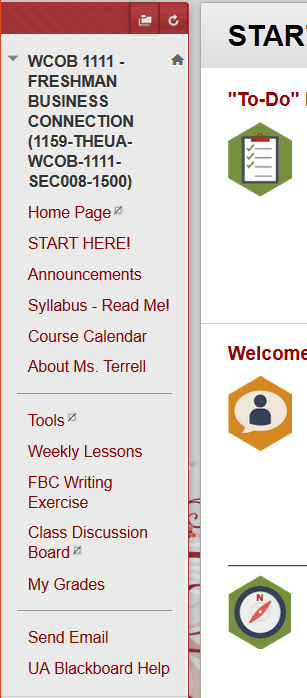 WCOB 1111 -
FRESHMAN
BUSINESS
CONNECTION
(1159-THEUA-
WCOB-1111-
SEC008-1500)
Home Page
START HERE!
Announcements
Syllabus - Read Me!
Course Calendar
About Ms. Terrell
Tools
Weekly Lessons
FBC Writing
Exercise
Class Discussion
Board
My Grades
Send Email
UA Blackboard Help
STAR
"To-Do"
Welcome
N